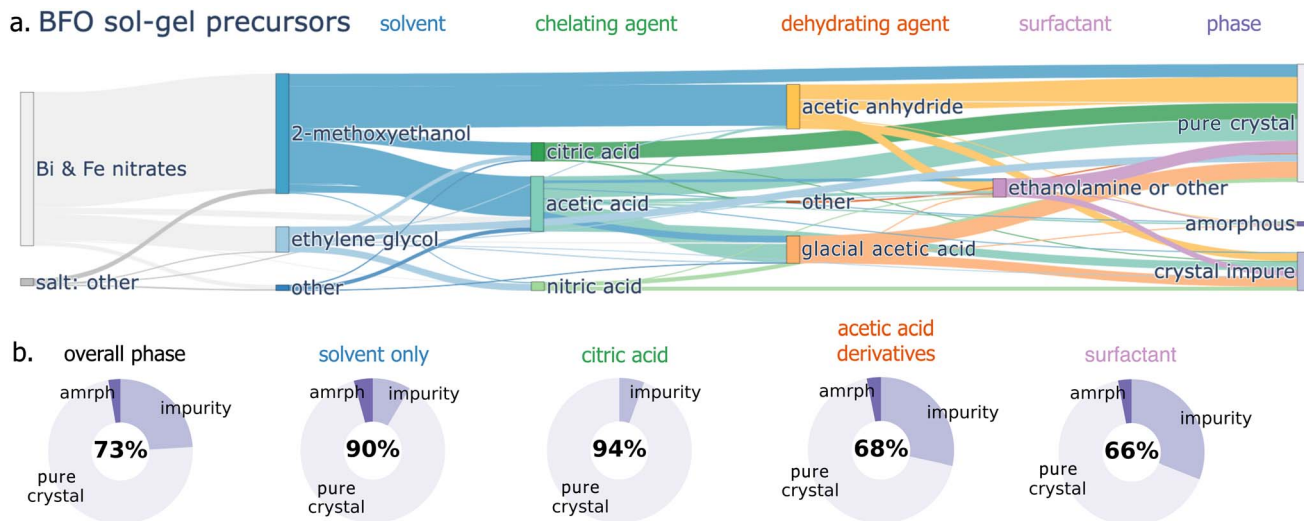 a. BFO sol-gel precursors solvent chelating agent dehydrating agent surfactant phase
2-methoxyethanol
acetic anhydride
pure crystal
Bi & Fe nitrates
citric acid
acetic acid
other
ethanolamine or other
amorphous
ethylene glycol
glacial acetic acid
crystal impure
salt: other
other
nitric acid
b. overall phase solvent only citric acid acetic acid derivatives surfactant
amrph impurity
73%
pure crystal
amrph impurity
90%
pure crystal
impurity
94%
pure crystal
amrph impurity
68%
pure crystal
amrph impurity
66%
pure crystal